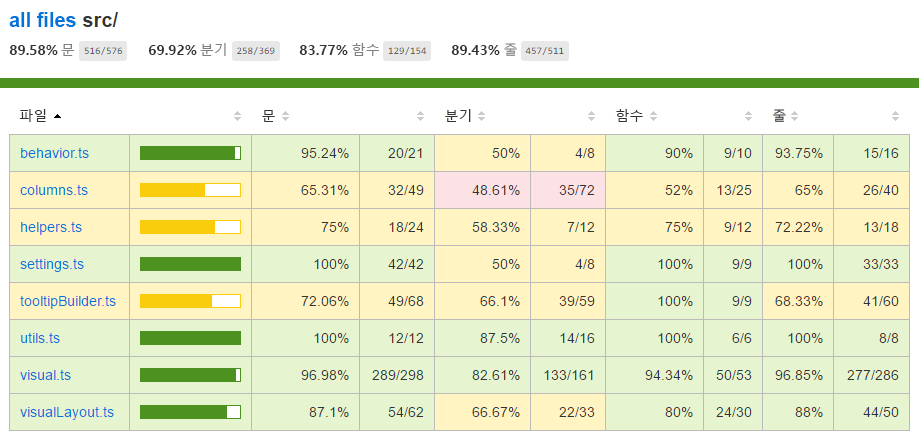 all files src/
89.58% 문 516/576 69.92% 분기 258/369 83.77% 함수 129/154 89.43% 줄 457/511
파일 문 분기 함수 줄
behavior.ts 95.24% 20/21 50% 4/8 90% 9/10 93.75% 15/16
columns.ts 65.31% 32/49 48.61% 35/72 52% 13/25 65% 26/40
helpers.ts 75% 18/24 58.33% 7/12 75% 9/12 72.22% 13/18
settings.ts 100% 42/42 50% 4/8 100% 9/9 100% 33/33
tooltipBuilder.ts 72.06% 49/68 66.1% 39/59 100% 9/9 68.33% 41/60
utils.ts 100% 12/12 87.5% 14/16 100% 6/6 100% 8/8
visual.ts 96.98% 289/298 82.61% 133/161 94.34% 50/53 96.85% 277/286
visualLayout.ts 87.1% 54/62 66.67% 22/33 80% 24/30 88% 44/50